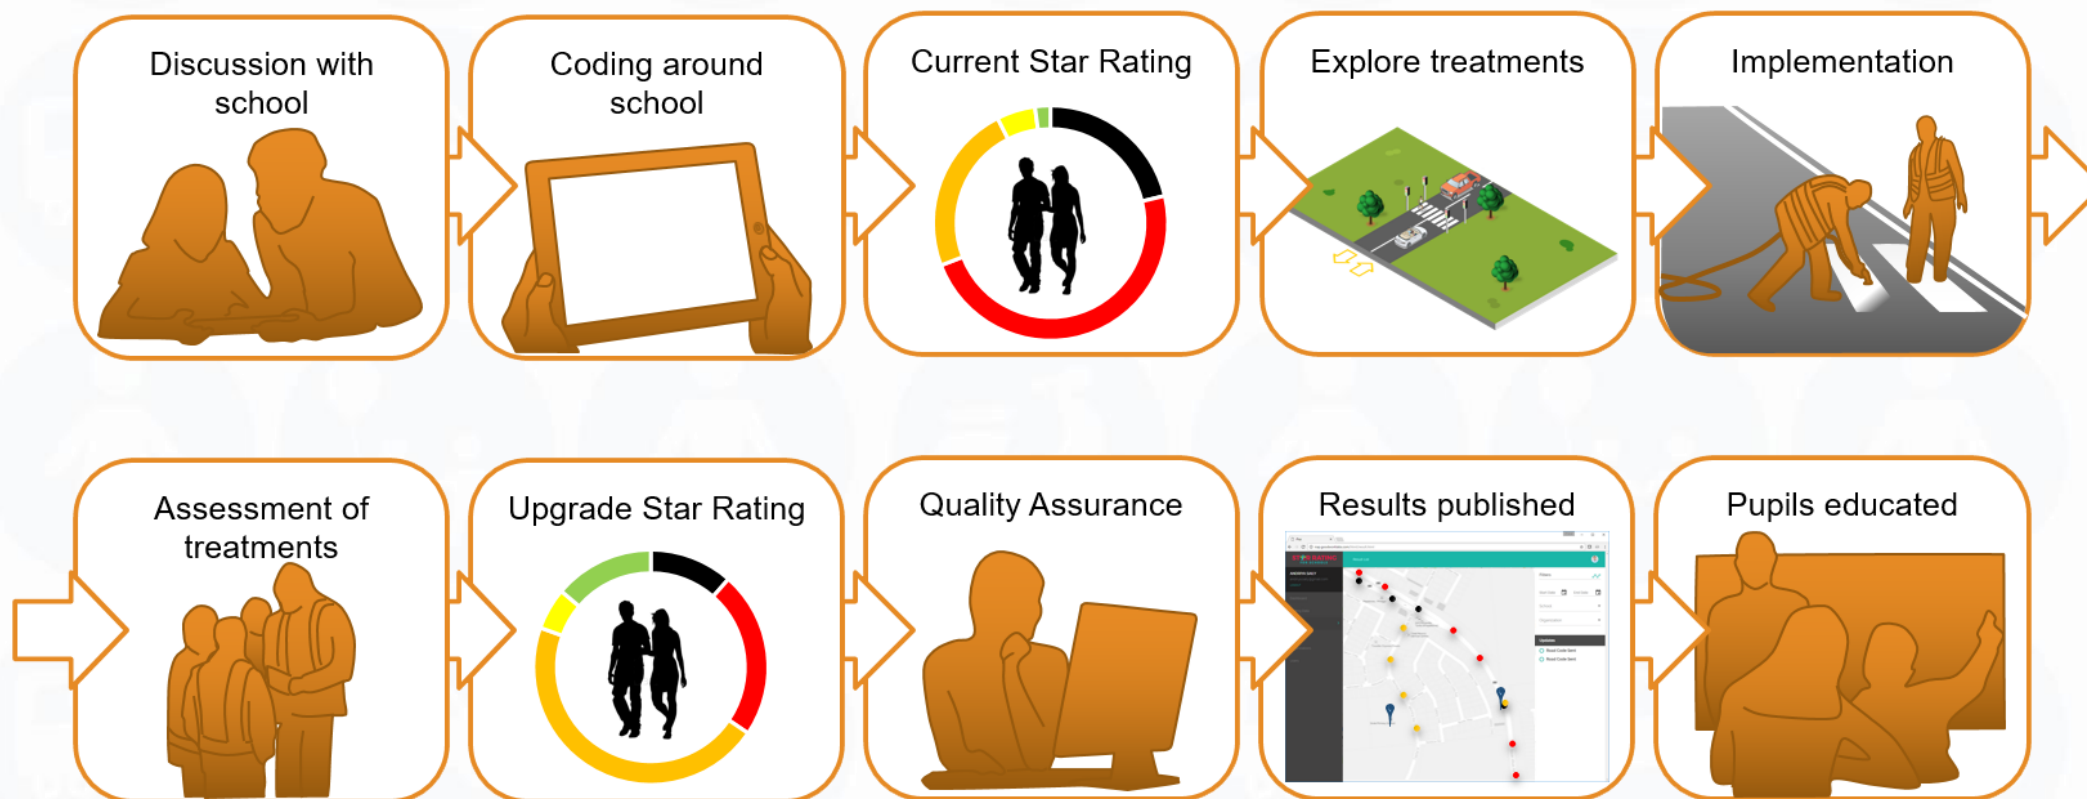 Discussion with
school
Coding around
school
Current Star Rating
Explore treatments
Implementation
Assessment of
treatments
Upgrade Star Rating
Quality Assurance
Results published
Pupils educated